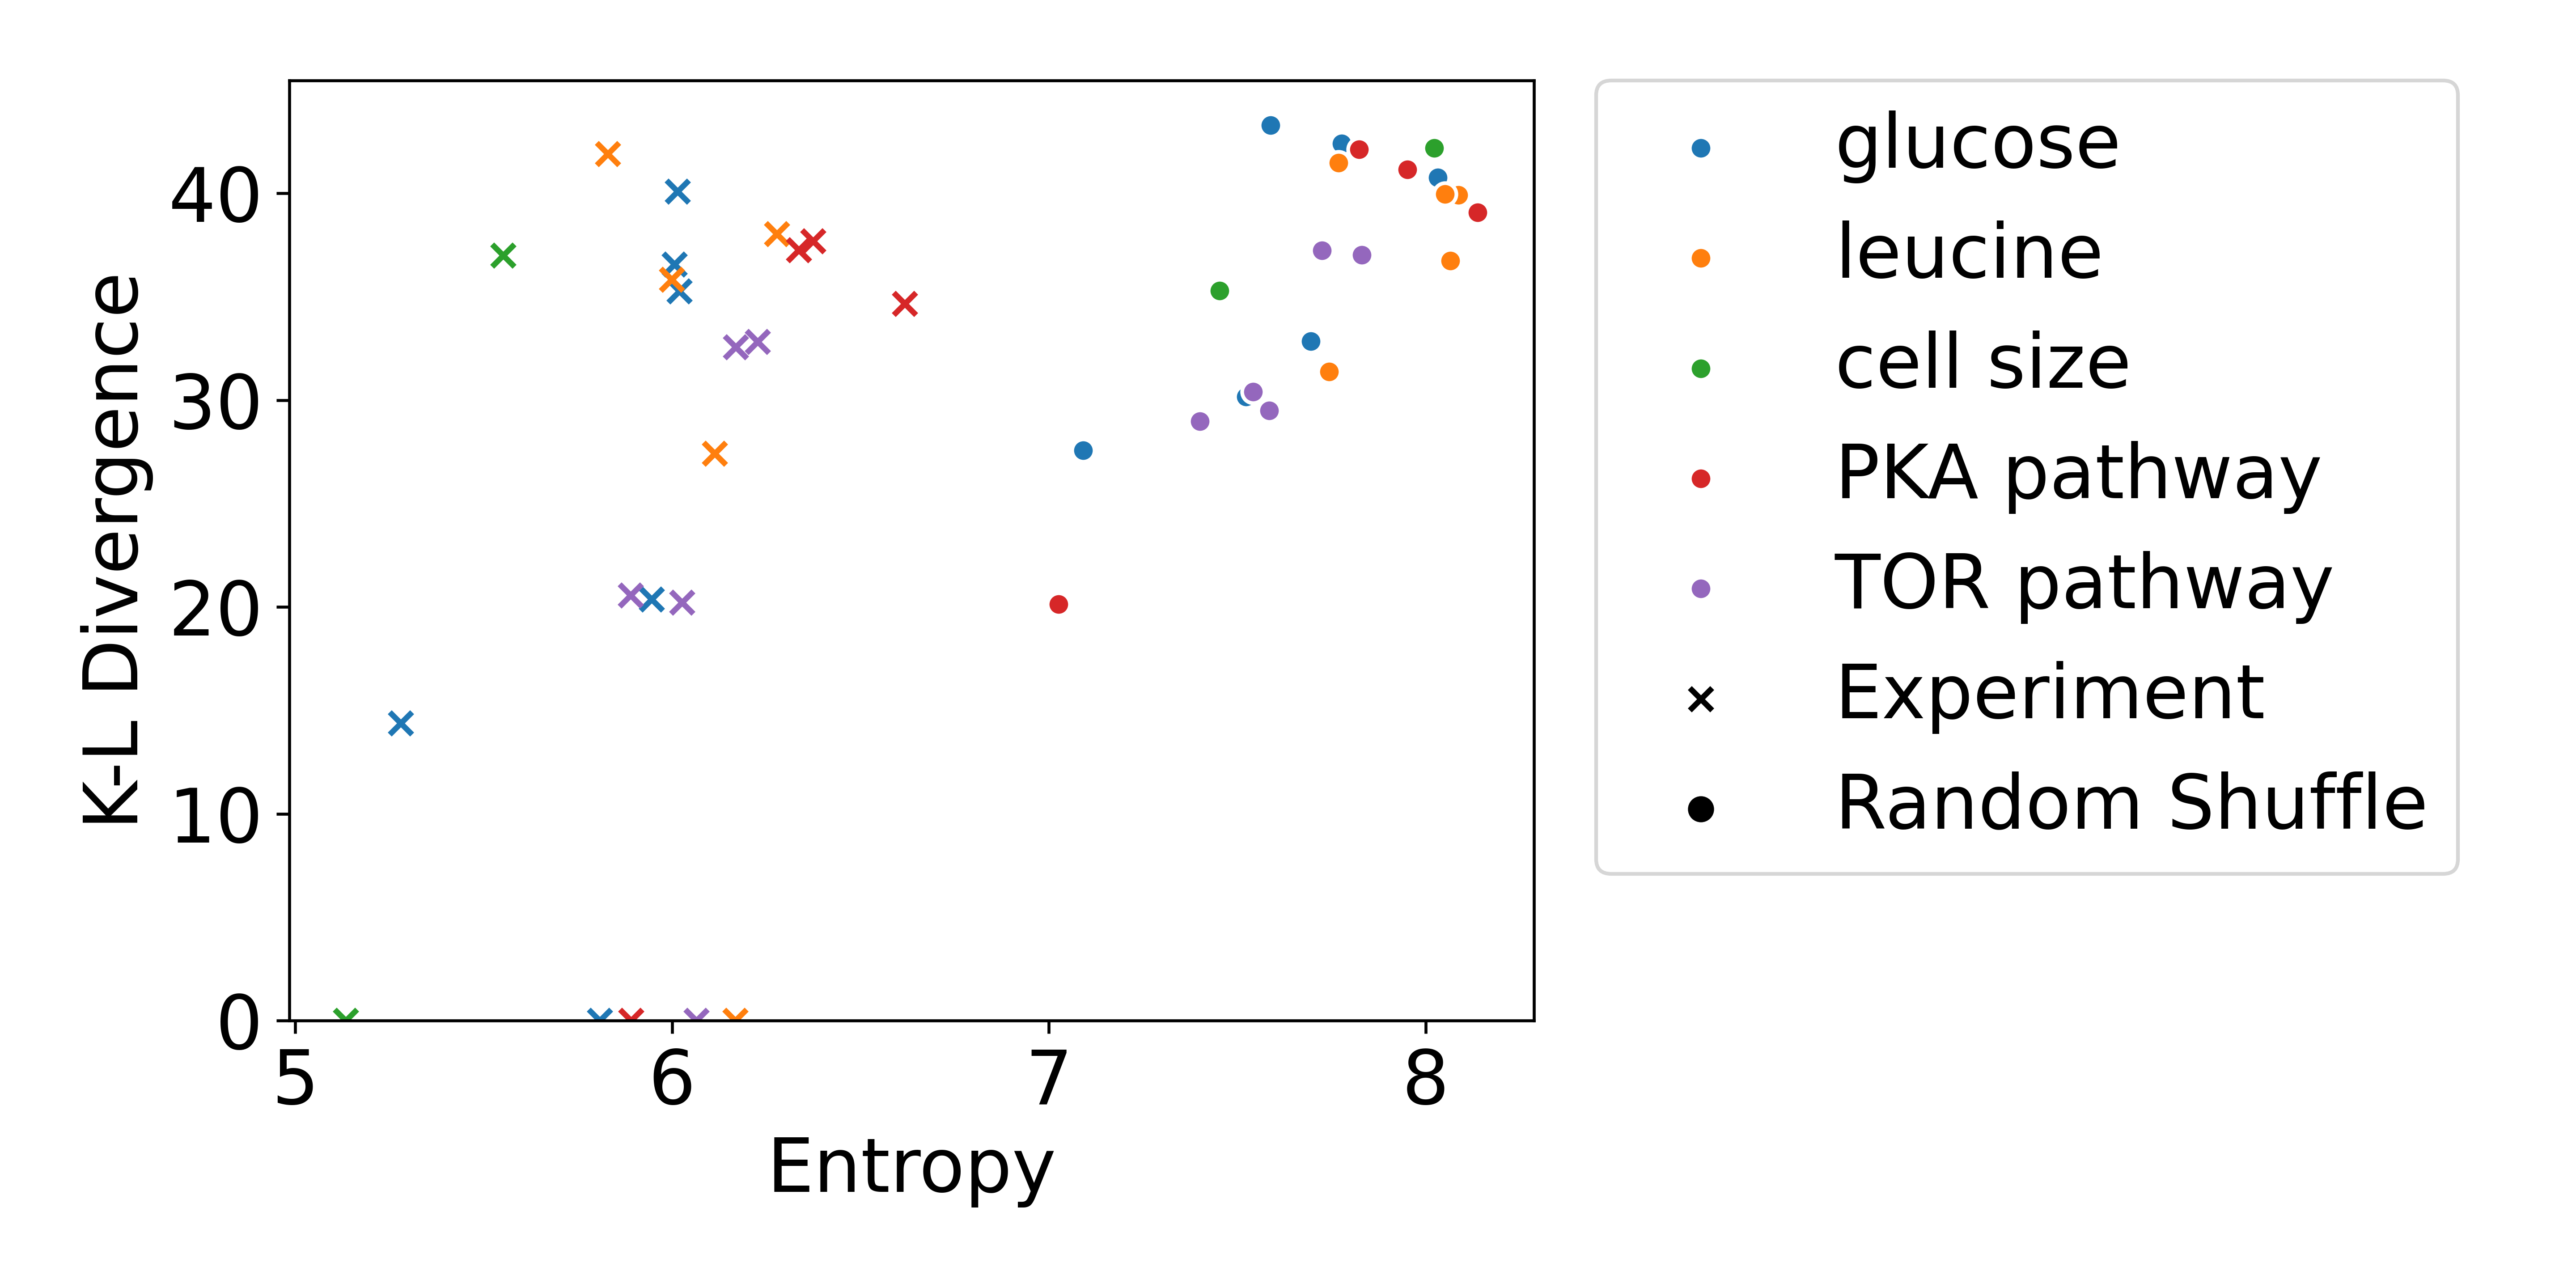 K-L Divergence
40
30
20
10
0
5 6 7 8
Entropy
glucose
leucine
cell size
PKA pathway
TOR pathway
Experiment
Random Shuffle